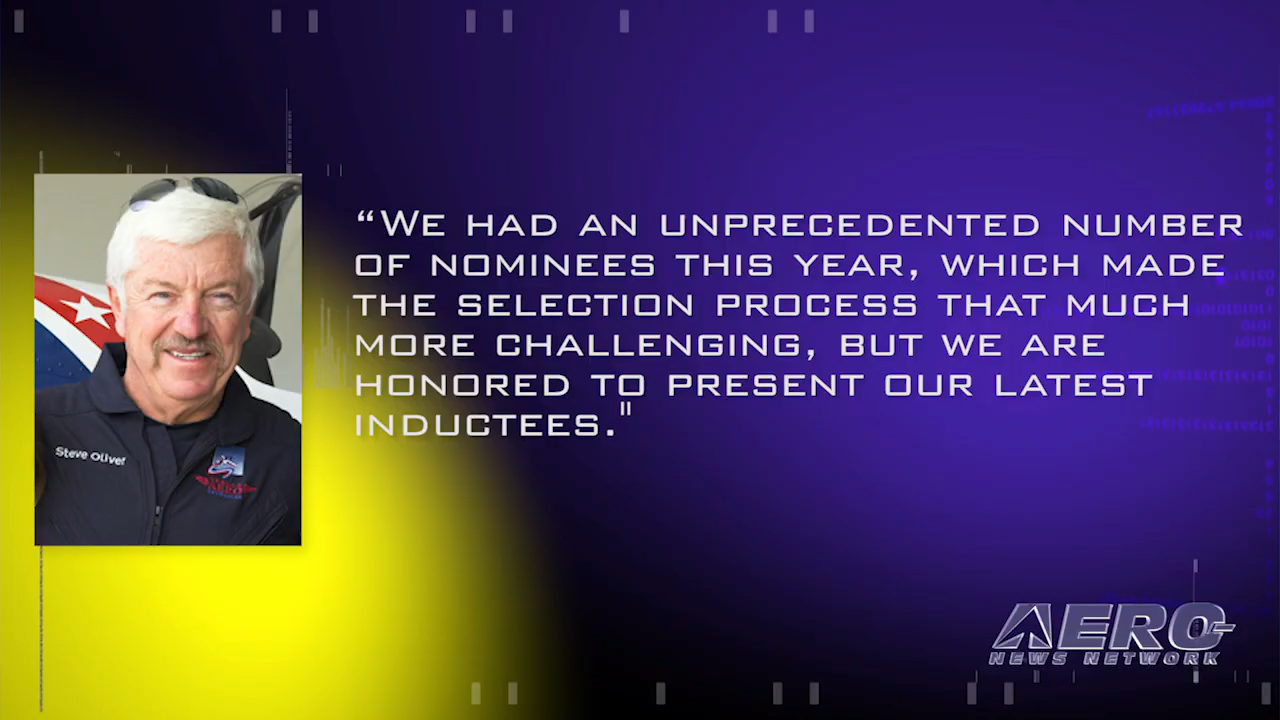 “WE HAD AN UNPRECEDENTED NUMBER
OF NOMINEES THIS YEAR, WHICH MADE
THE SELECTION PROCESS THAT MUCH
MORE CHALLENGING, BUT WE ARE
HONORED TO PRESENT OUR LATEST
INDUCTEES."
Steve Oliver
AERO
NEWS NETWORK